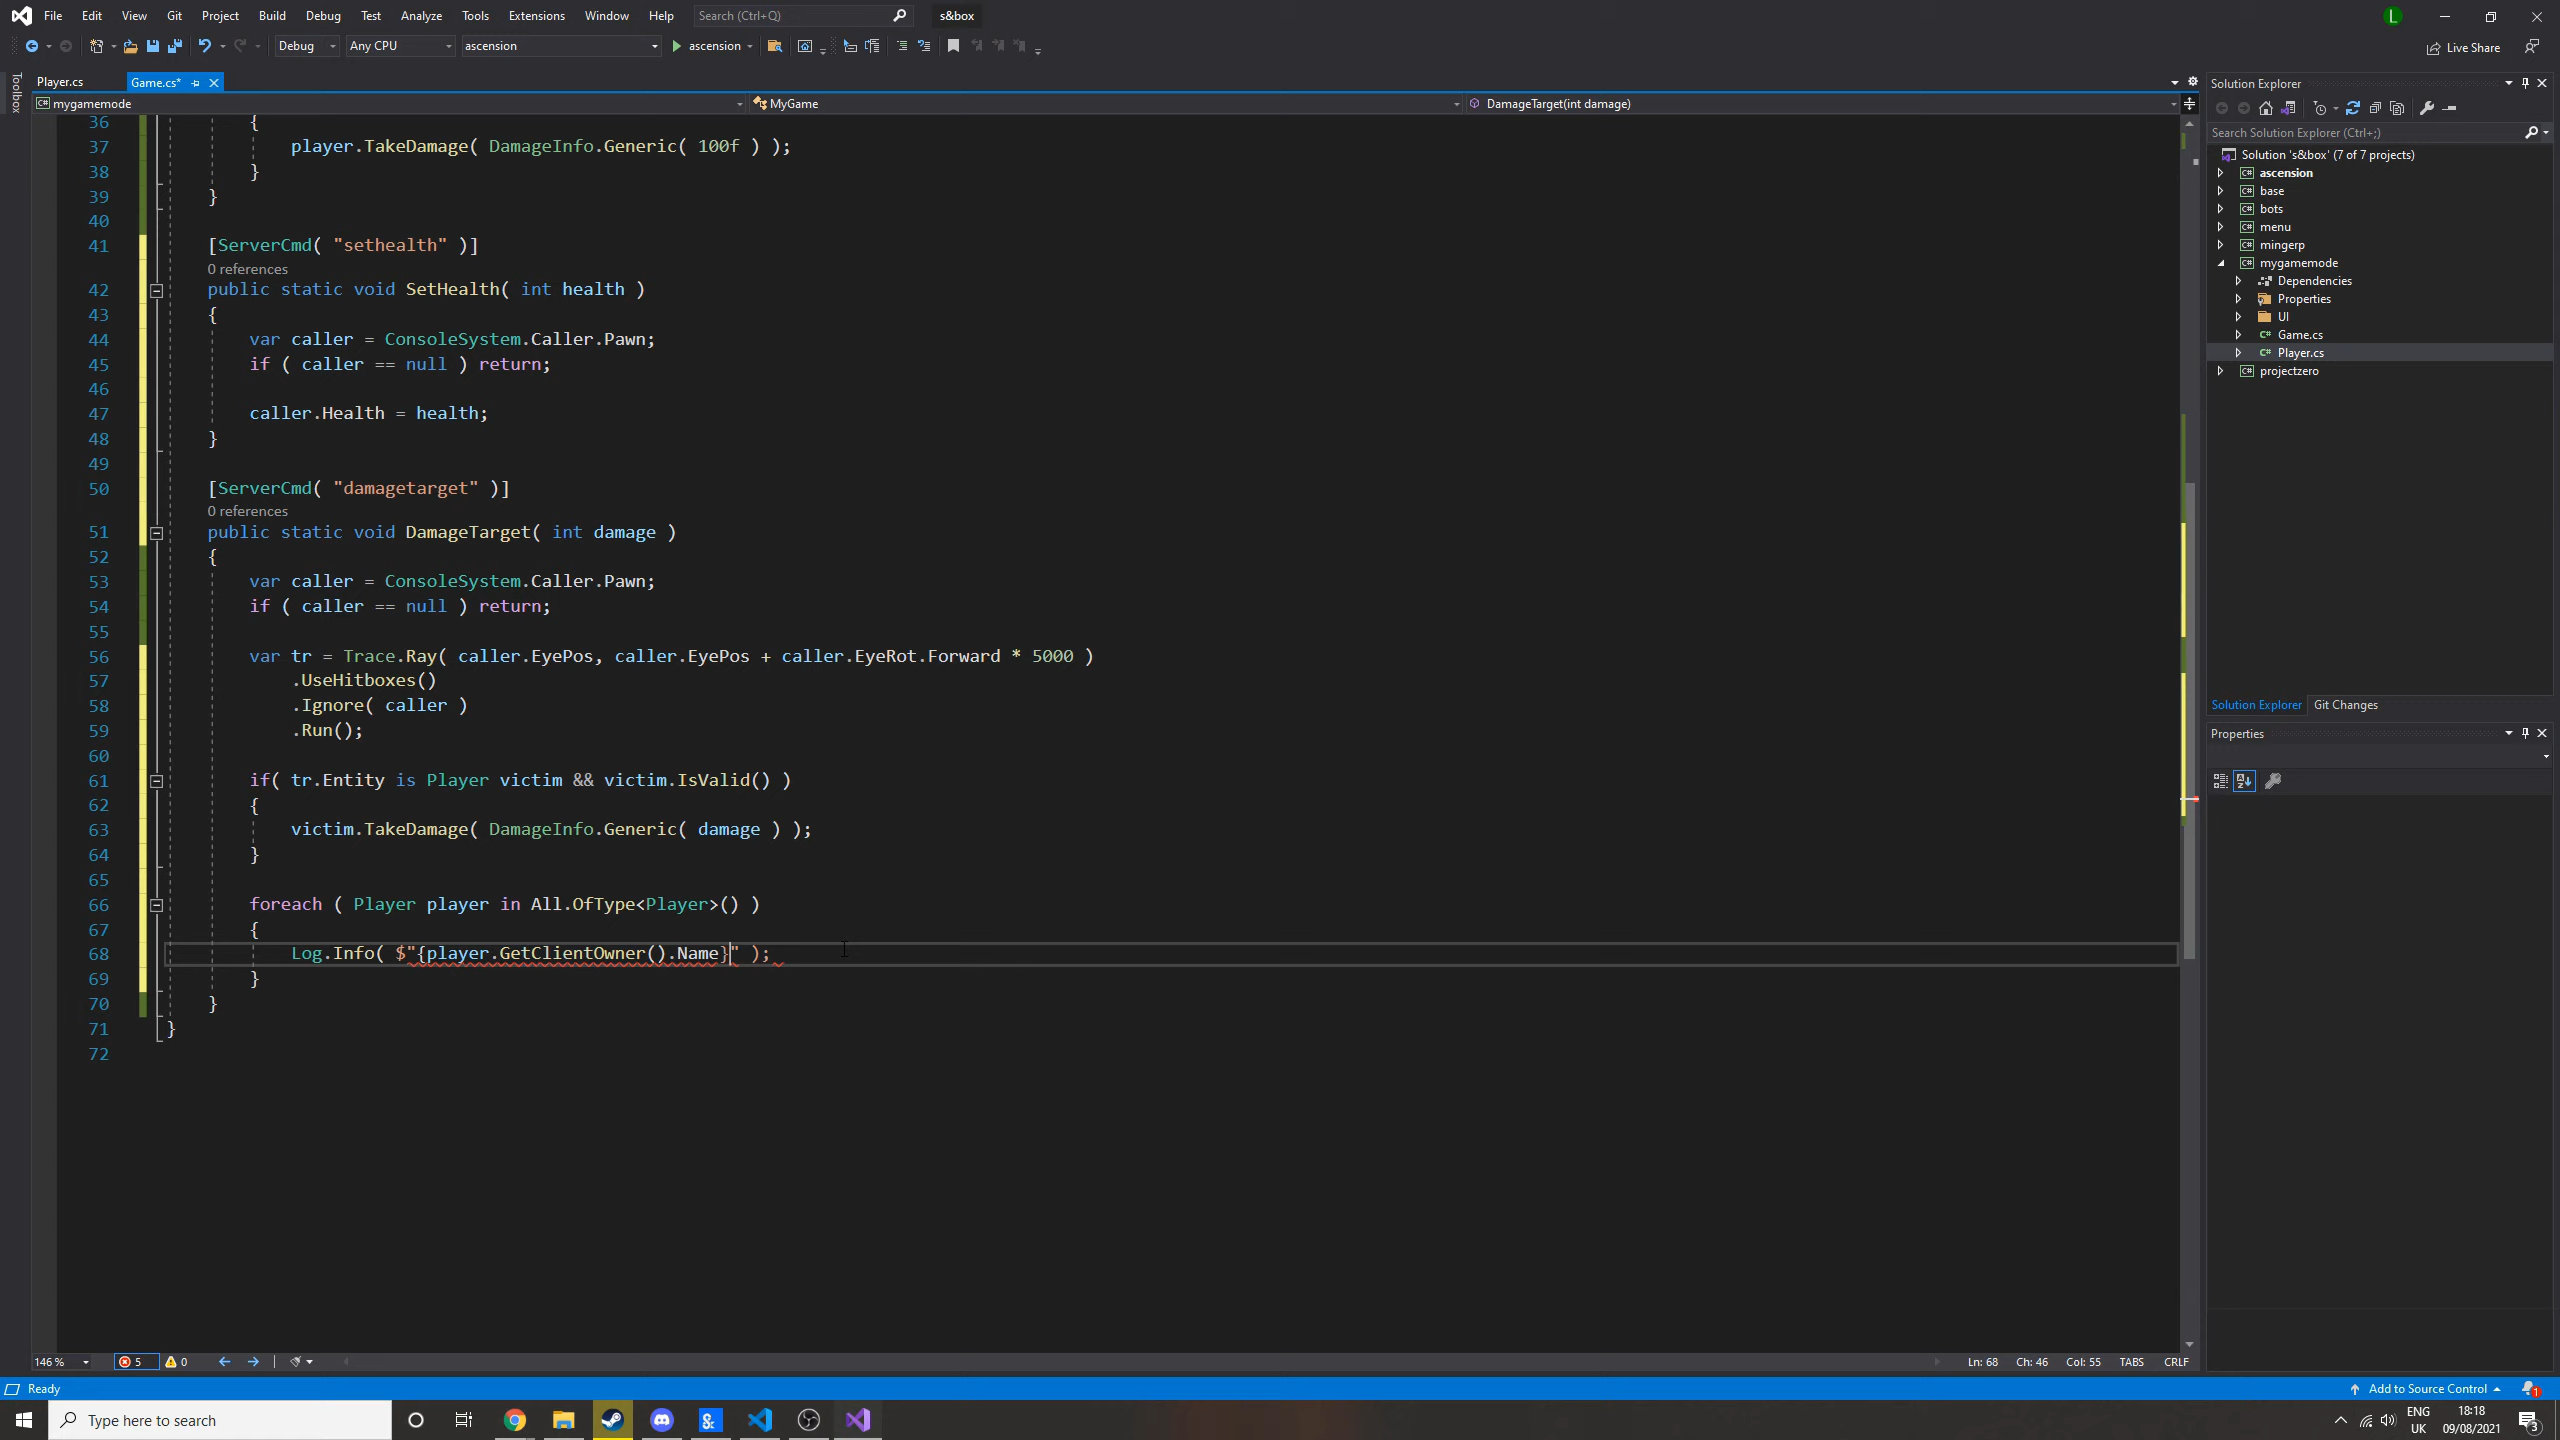 File Edit View Git Project Build Debug Test Analyze Tools Extensions Window Help Search (Ctrl+Q) s&box L
Debug Any CPU ascension ascension Live Share
Toolbox
Player.cs Game.cs*
mygamemode MyGame DamageTarget(int damage)
36 {
37 player.TakeDamage( DamageInfo.Generic( 100f ) );
38 }
39 }
40
41 [ServerCmd( "sethealth" )]
0 references
42 public static void SetHealth( int health )
43 {
44 var caller = ConsoleSystem.Caller.Pawn;
45 if ( caller == null ) return;
46
47 caller.Health = health;
48 }
49
50 [ServerCmd( "damagetarget" )]
0 references
51 public static void DamageTarget( int damage )
52 {
53 var caller = ConsoleSystem.Caller.Pawn;
54 if ( caller == null ) return;
55
56 var tr = Trace.Ray( caller.EyePos, caller.EyePos + caller.EyeRot.Forward * 5000 )
57 .UseHitboxes()
58 .Ignore( caller )
59 .Run();
60
61 if( tr.Entity is Player victim && victim.IsValid() )
62 {
63 victim.TakeDamage( DamageInfo.Generic( damage ) );
64 }
65
66 foreach ( Player player in All.OfType<Player>() )
67 {
68 Log.Info( $"{player.GetClientOwner().Name}" );
69 }
70 }
71 }
72
Solution Explorer
Search Solution Explorer (Ctrl+;)
Solution 's&box' (7 of 7 projects)
ascension
base
bots
menu
mingerp
mygamemode
Dependencies
Properties
UI
C# Game.cs
C# Player.cs
projectzero
Solution Explorer Git Changes
Properties
146 % 5 0 Ln: 68 Ch: 46 Col: 55 TABS CRLF
Ready Add to Source Control 1
Type here to search ENG UK 18:18 09/08/2021 3